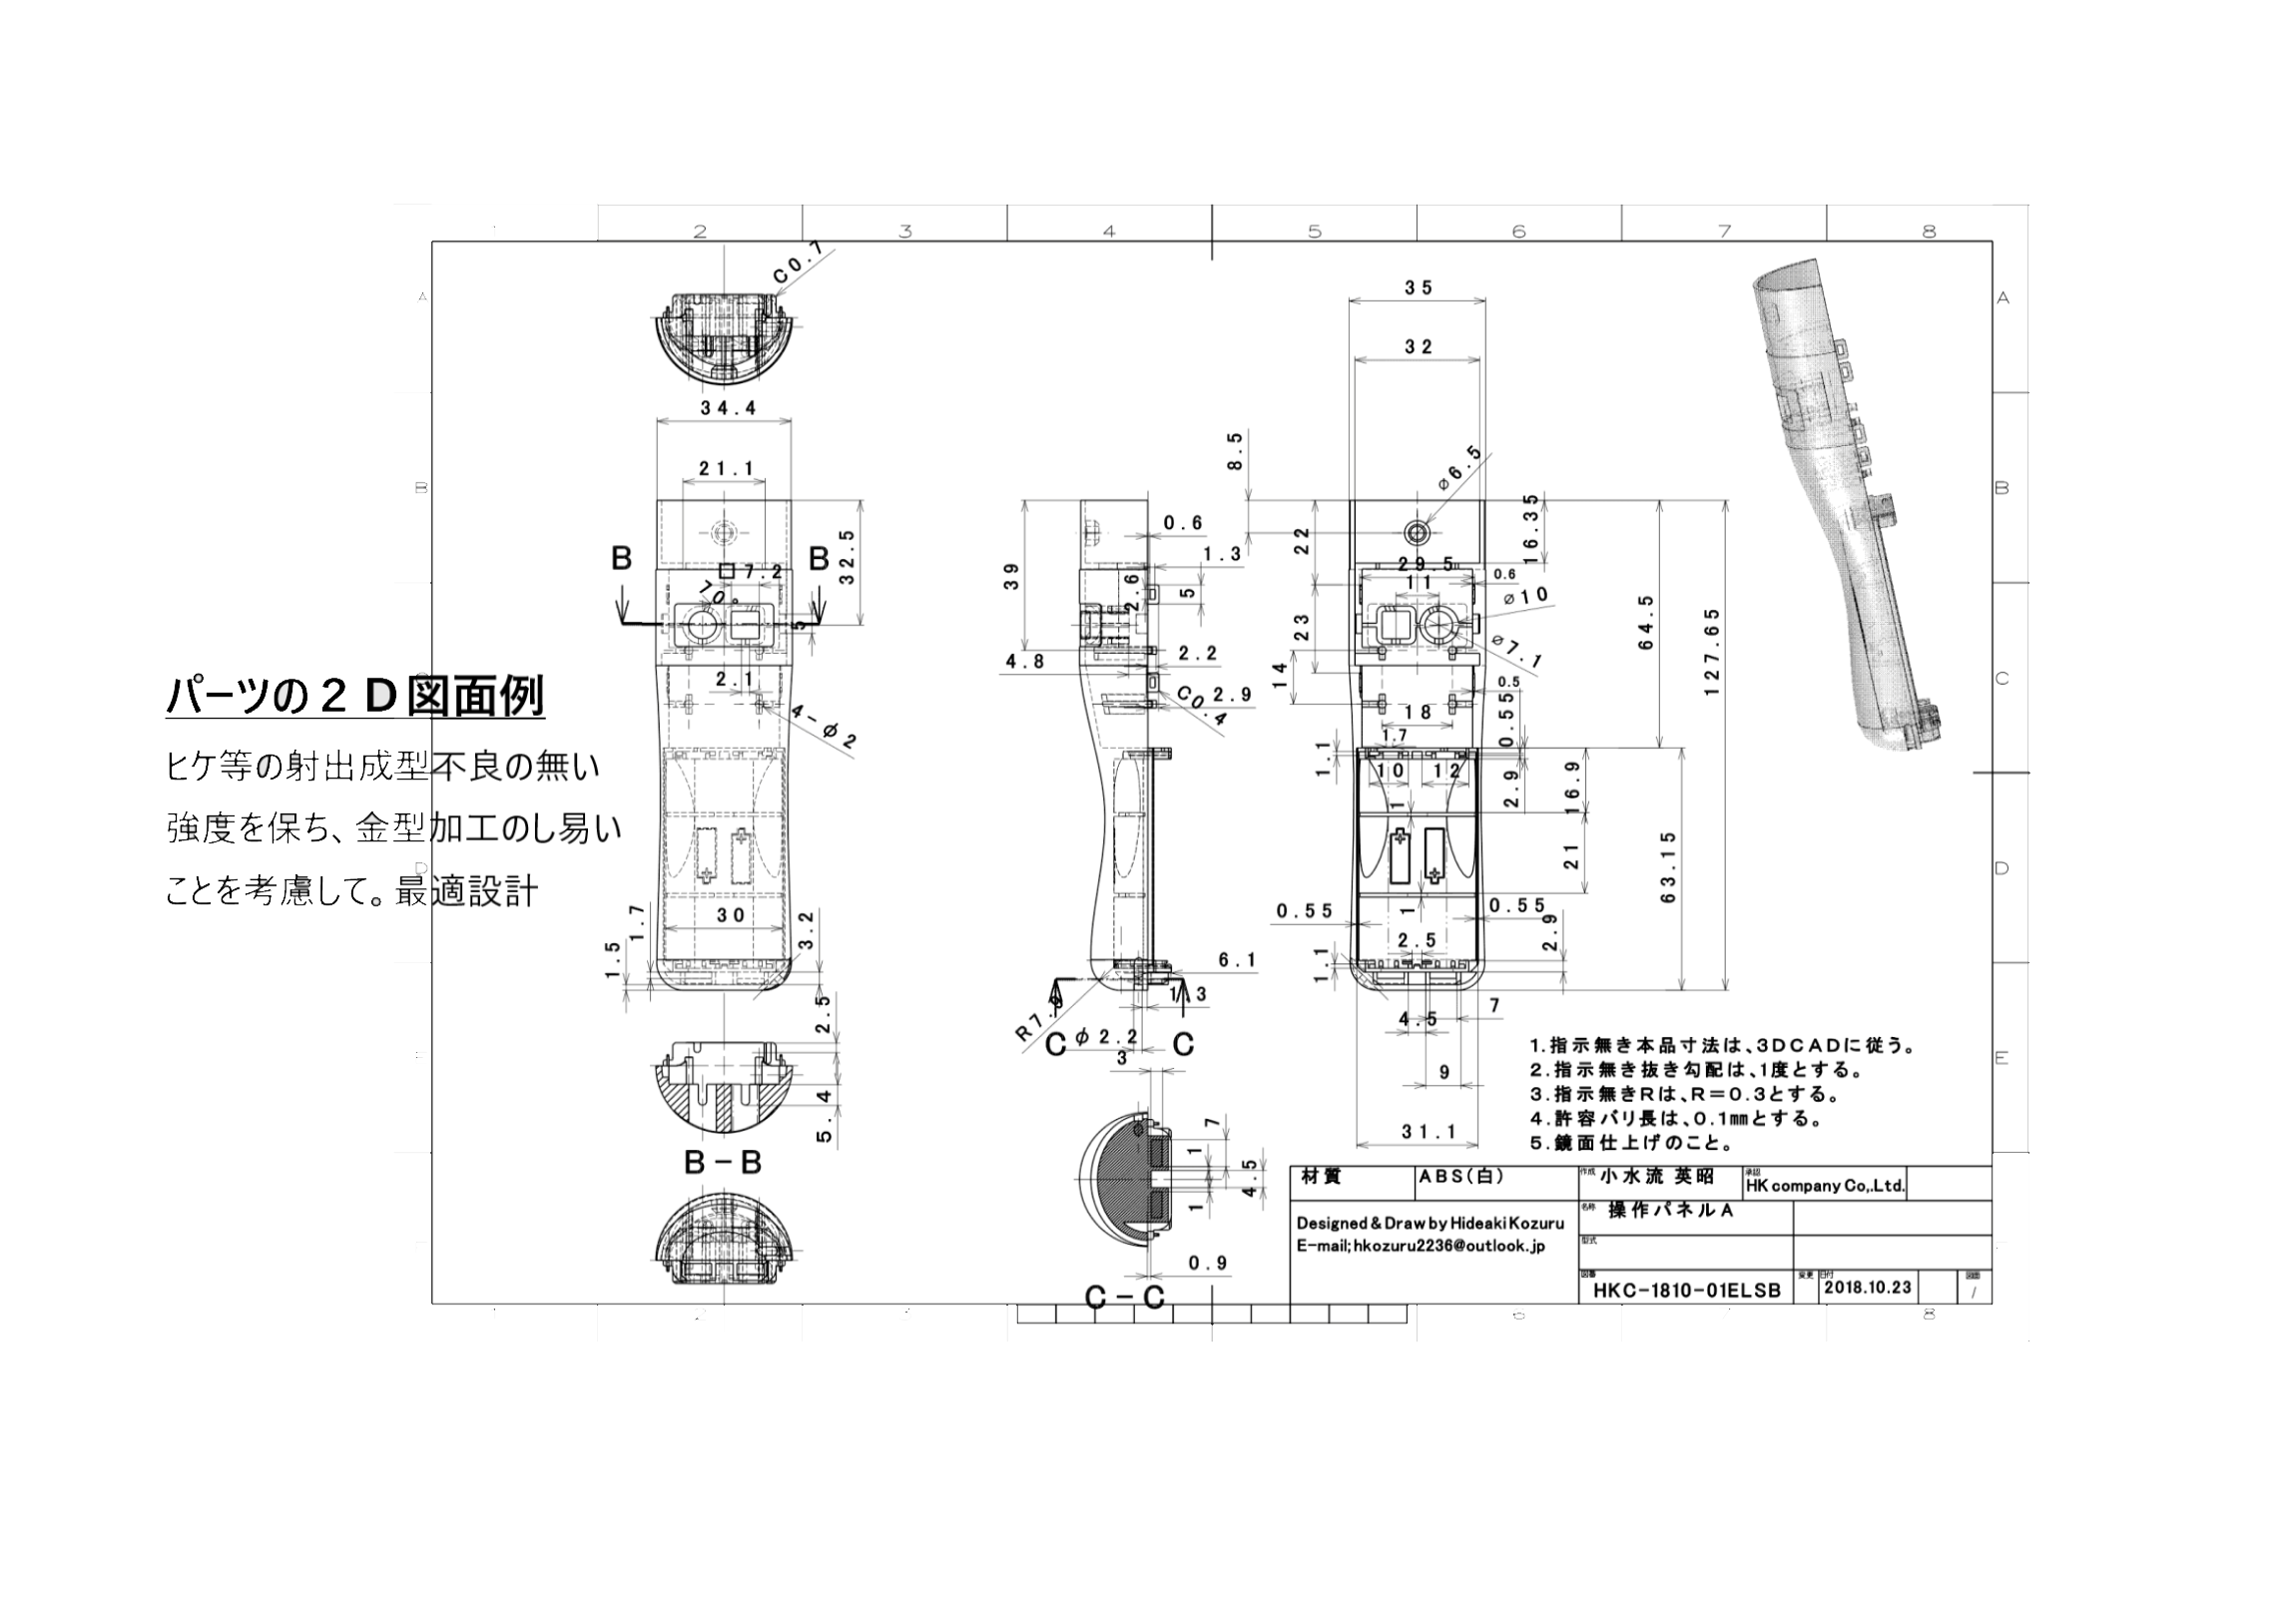 2 3 4 5 6 7 8
A A
C0.7
35
32
34.4
8.5
φ6.5
21.1
B B
0.6
22
16.35
B B
32.5
1.3
39
29.5
7.2
2.6
5
11
0.6
70°
φ10
5
23
64.5
127.65
φ7.1
4.8
2.2
14
C
パーツの2D図面例
2.1
C0.4
2.9
0.5
4-φ2
18
0.55
1.7
1.1
ヒケ等の射出成型不良の無い
10 12
2.9
16.9
1
強度を保ち、金型加工のし易い
21
63.15
D D
ことを考慮して。最適設計
1.7
30
3.2
0.55
1
0.55
2.9
1.5
2.5
6.1
1.1
1.3
2.5
7
R7.9
4.5
C φ2.2 C
3
1.指示無き本品寸法は、3DCADに従う。
E
2.指示無き抜き勾配は、1度とする。
9
3.指示無きRは、R=0.3とする。
5.4
4.許容バリ長は、0.1㎜とする。
7
31.1
5.鏡面仕上げのこと。
B-B
1
4.5
1
材質 ABS(白) 作成 小水流 英昭 承認 HK company Co,.Ltd.
名称 操作パネルA
Designed & Draw by Hideaki Kozuru
E-mail;hkozuru2236@outlook.jp
型式
0.9
図番 HKC-1810-01ELSB 変更 日付 2018.10.23 /
C-C
6 8